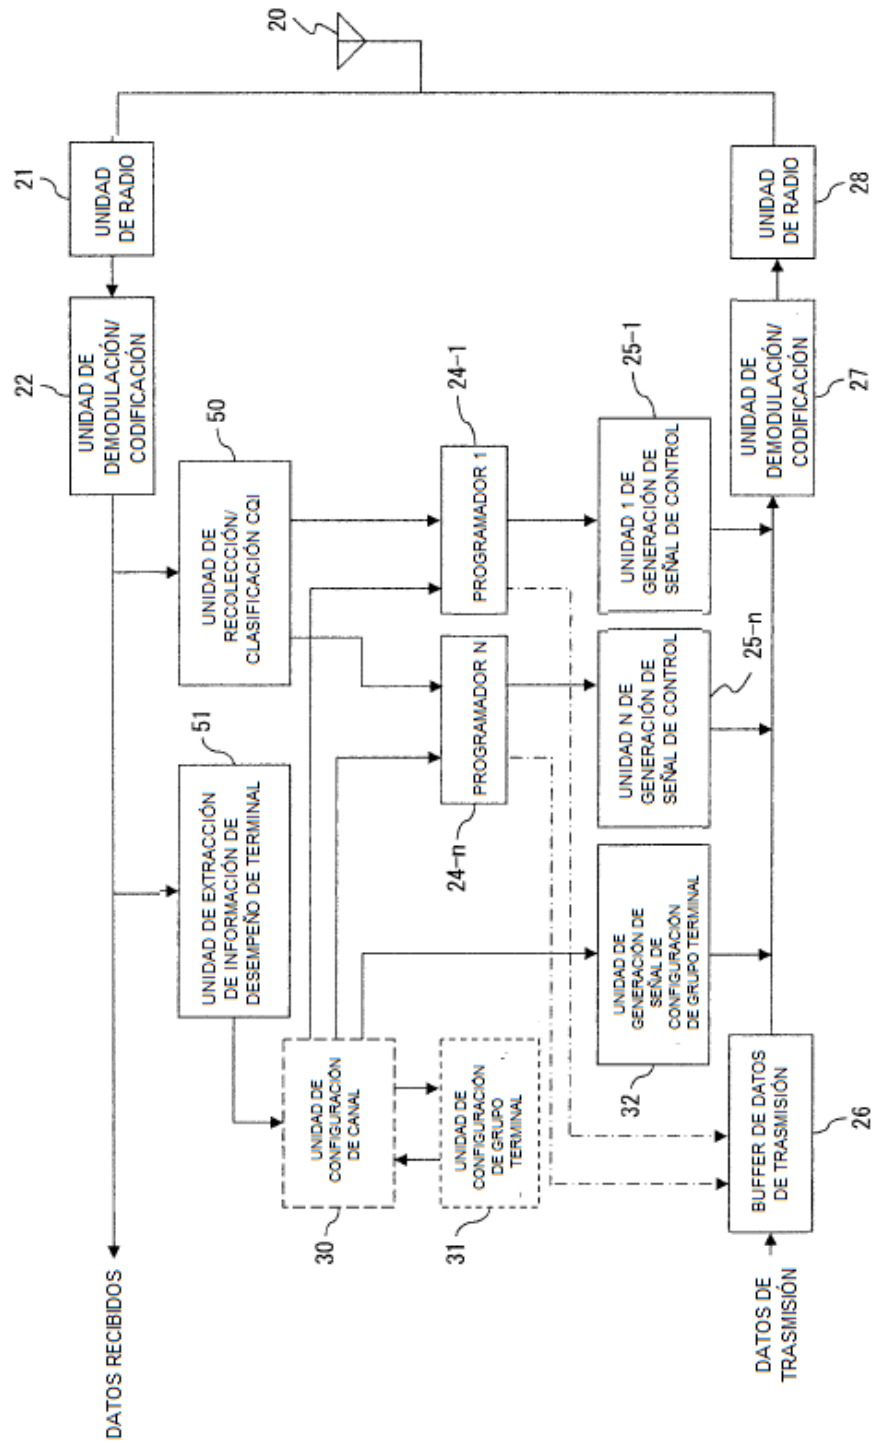 22
21
DATOS RECIBIDOS
UNIDAD DE
DEMODULACIÓN/
CODIFICACIÓN
UNIDAD
DE RADIO
51
50
20
UNIDAD DE EXTRACCIÓN
DE INFORMACIÓN DE
DESEMPEÑO DE TERMINAL
UNIDAD DE
RECOLECCIÓN/
CLASIFICACIÓN CQI
30
UNIDAD DE
CONFIGURACIÓN
DE CANAL
31
UNIDAD DE
CONFIGURACIÓN
DE GRUPO
TERMINAL
24-n
PROGRAMADOR N
24-1
PROGRAMADOR 1
32
UNIDAD DE
GENERACIÓN DE
SEÑAL DE
CONFIGURACIÓN
DE GRUPO TERMINAL
UNIDAD N DE
GENERACIÓN DE
SEÑAL DE CONTROL
25-n
UNIDAD 1 DE
GENERACIÓN DE
SEÑAL DE CONTROL
25-1
DATOS DE
TRASMISIÓN
BUFFER DE DATOS
DE TRASMISIÓN
26
UNIDAD DE
DEMODULACIÓN/
CODIFICACIÓN
27
UNIDAD
DE RADIO
28